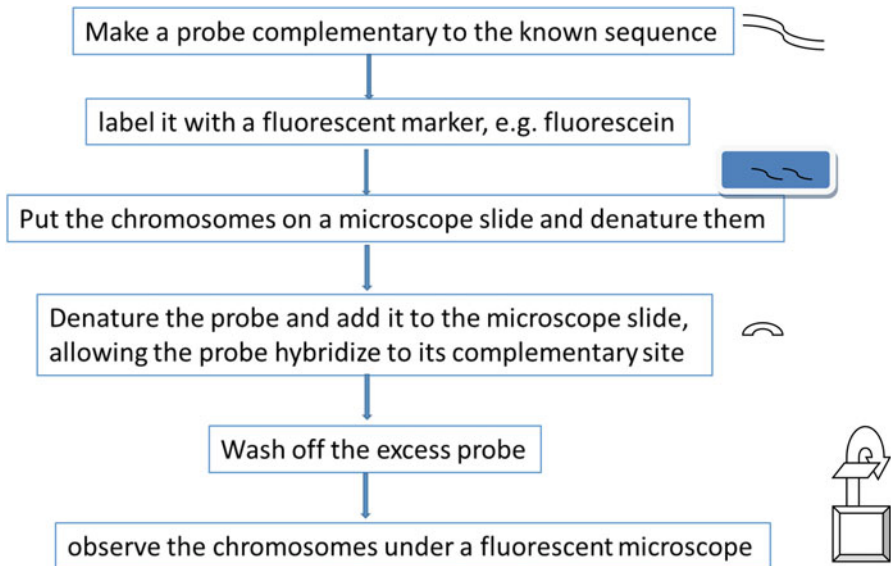 Make a probe complementary to the known sequence
label it with a fluorescent marker, e.g. fluorescein
Put the chromosomes on a microscope slide and denature them
Denature the probe and add it to the microscope slide,
allowing the probe hybridize to its complementary site
Wash off the excess probe
observe the chromosomes under a fluorescent microscope